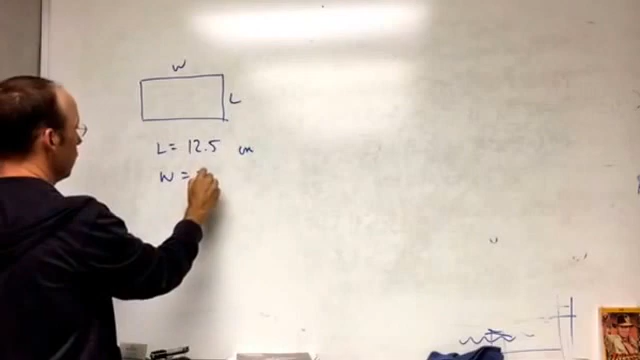 W
L
L = 12.5 cm
W =